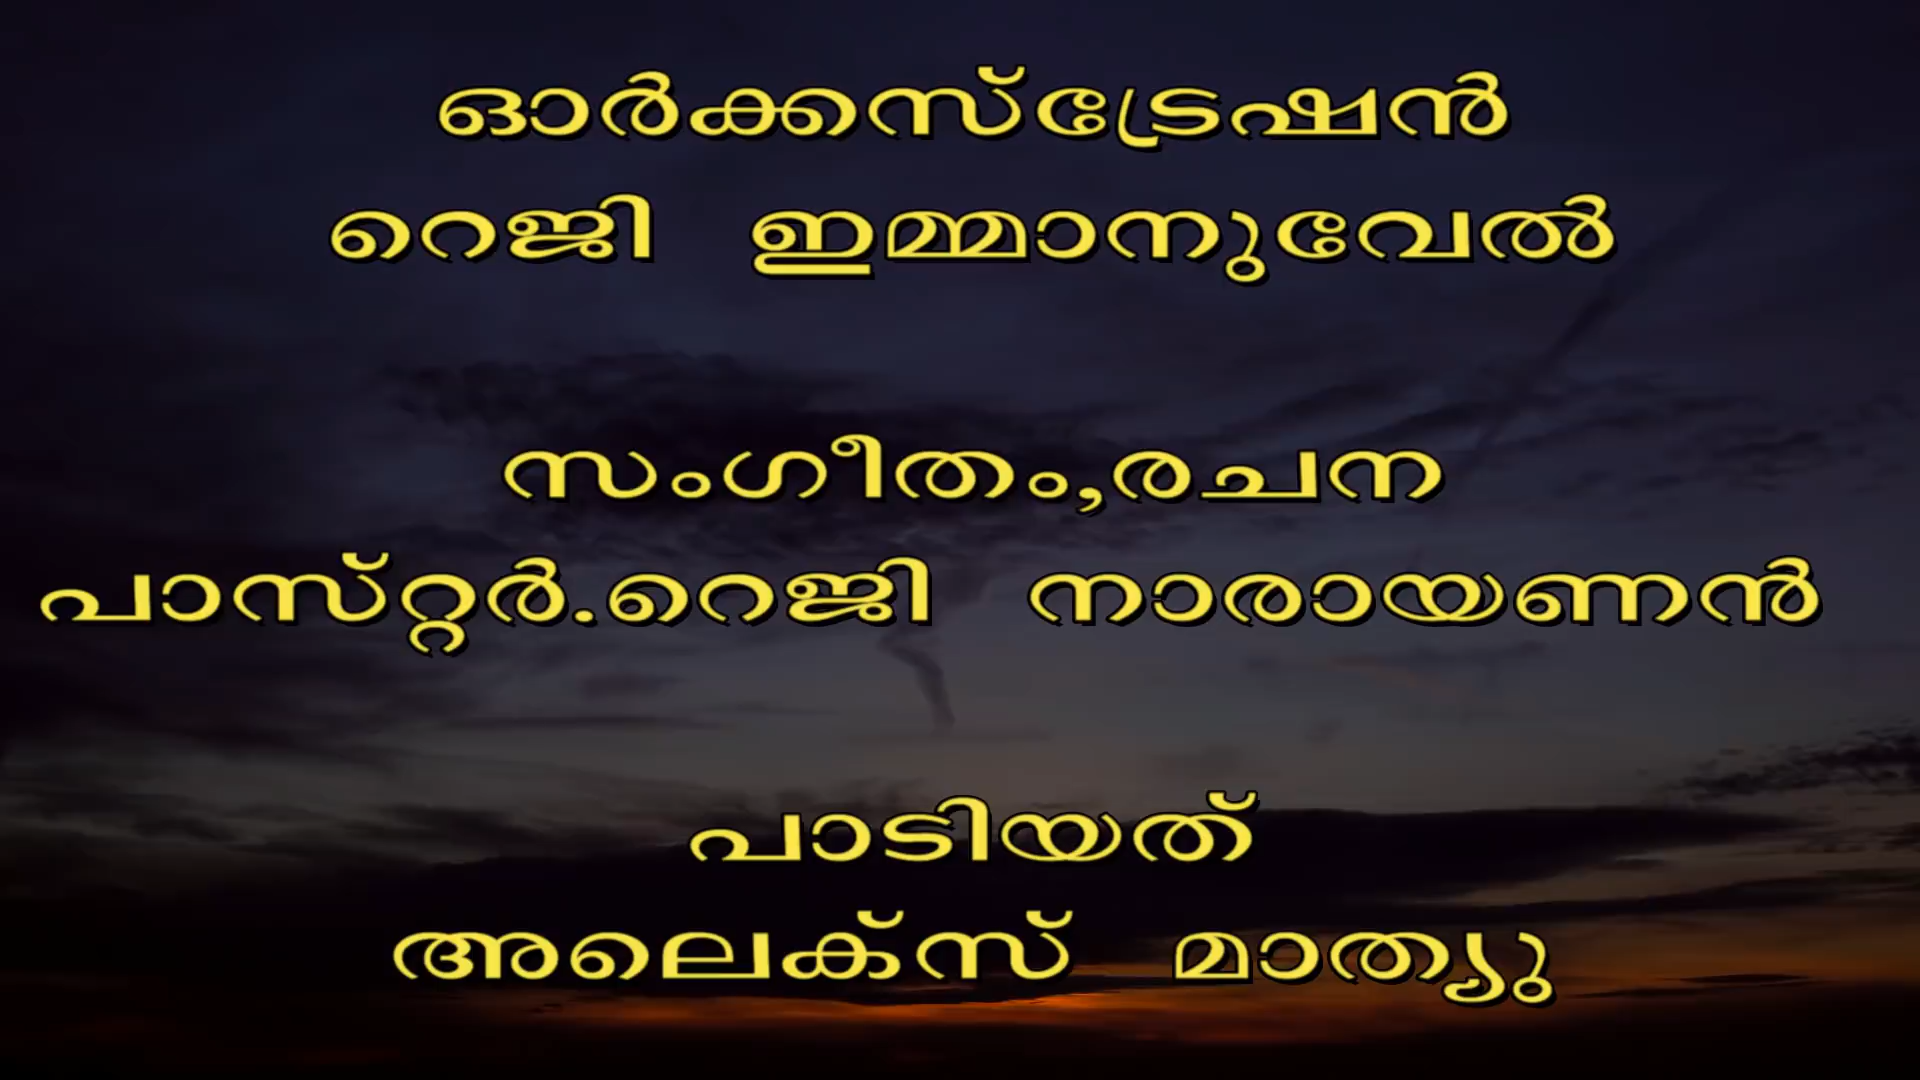 ഓർക്കസ്ട്രേഷൻ
റെജി ഇമ്മാനുവേൽ
സംഗീതം,രചന
പാസ്റ്റർ.റെജി നാരായണൻ
പാടിയത്
അലെക്സ് മാത്യു